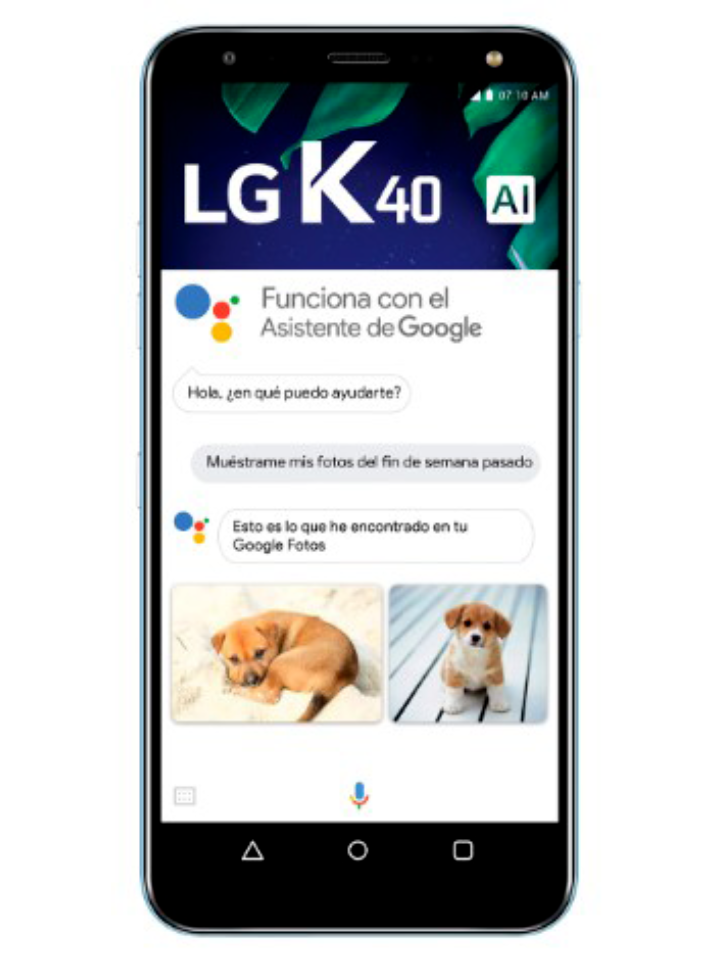 07:10 AM
LG K40 AI
Funciona con el
Asistente de Google
Hola, ¿en qué puedo ayudarte?
Muéstrame mis fotos del fin de semana pasado
Esto es lo que he encontrado en tu
Google Fotos